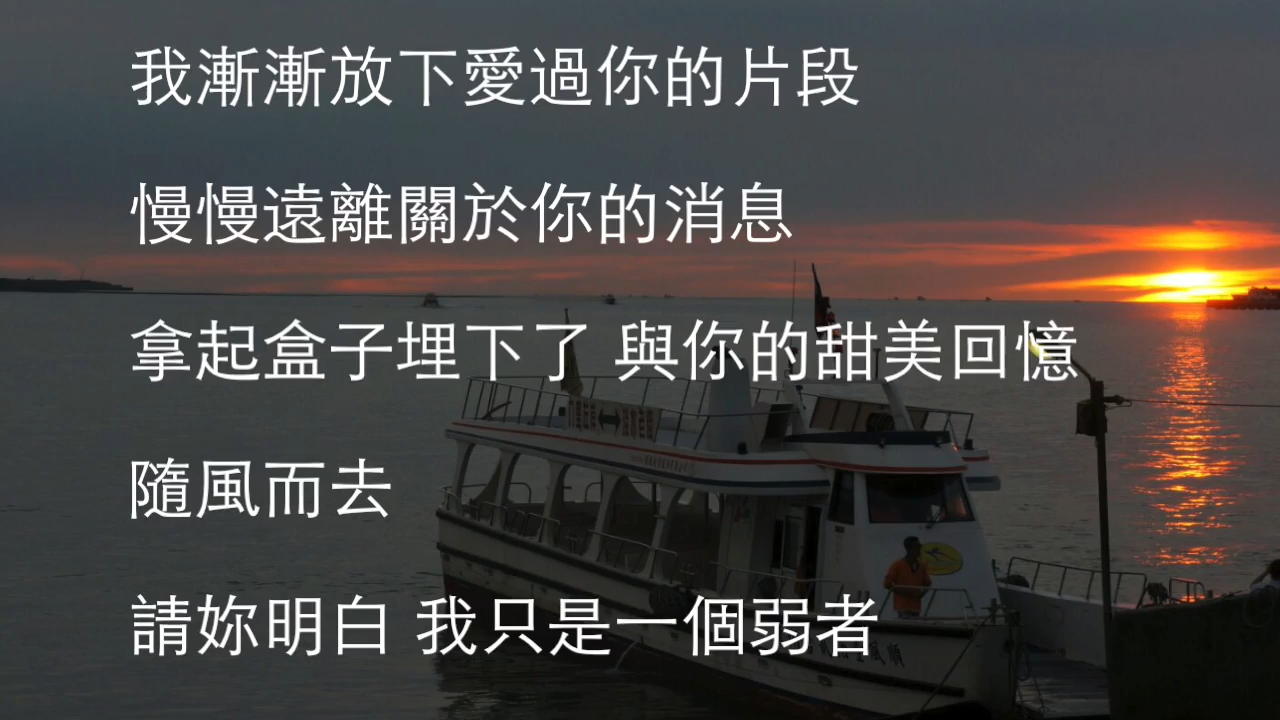 我漸漸放下愛過你的片段
慢慢遠離關於你的消息
拿起盒子埋下了 與你的甜美回憶
隨風而去
請妳明白 我只是一個弱者